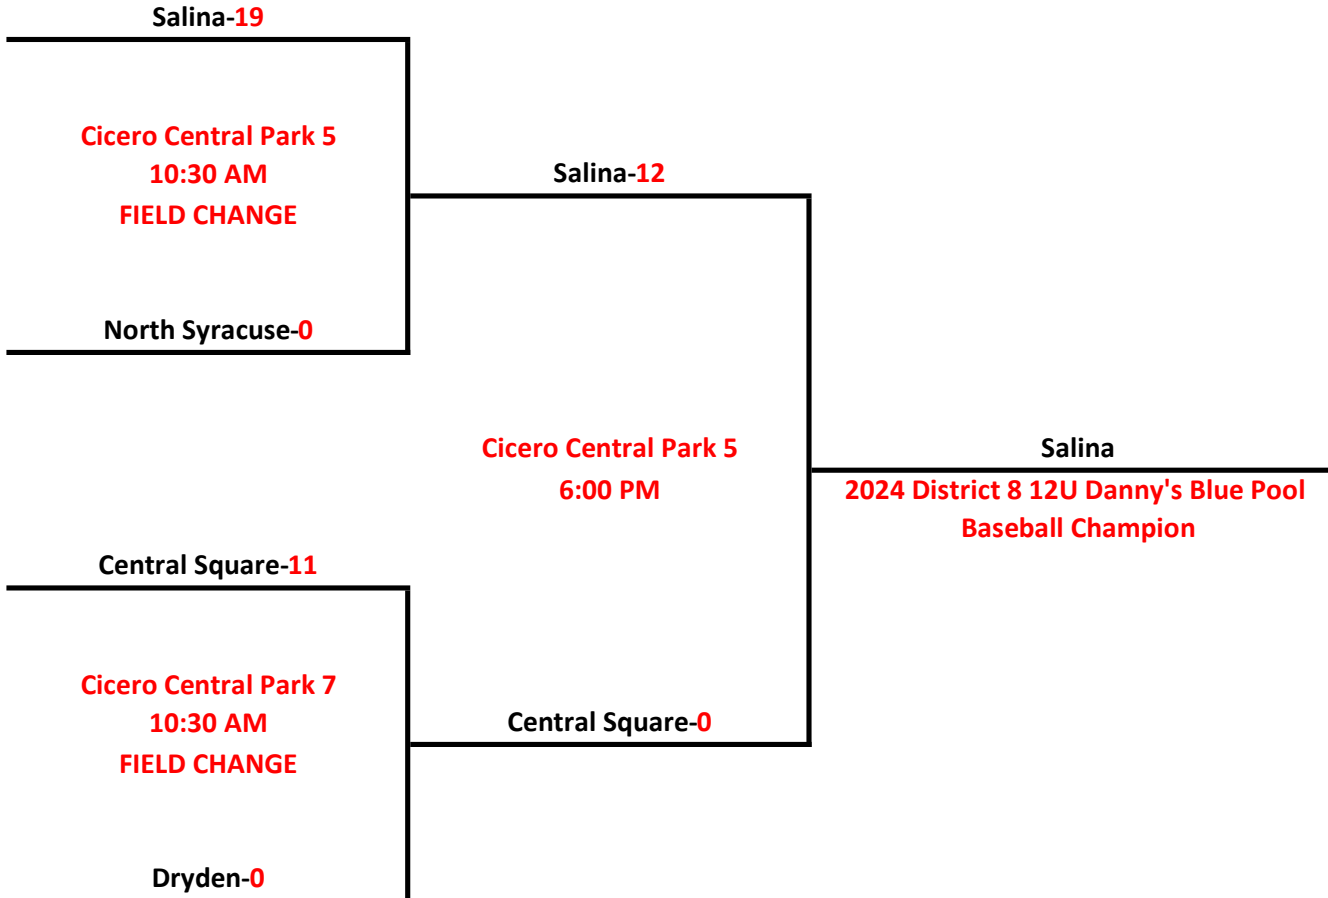 Salina-19
Cicero Central Park 5
10:30 AM
FIELD CHANGE
North Syracuse-0
Salina-12
Cicero Central Park 5
6:00 PM
Salina
2024 District 8 12U Danny's Blue Pool
Baseball Champion
Central Square-11
Cicero Central Park 7
10:30 AM
FIELD CHANGE
Central Square-0
Dryden-0